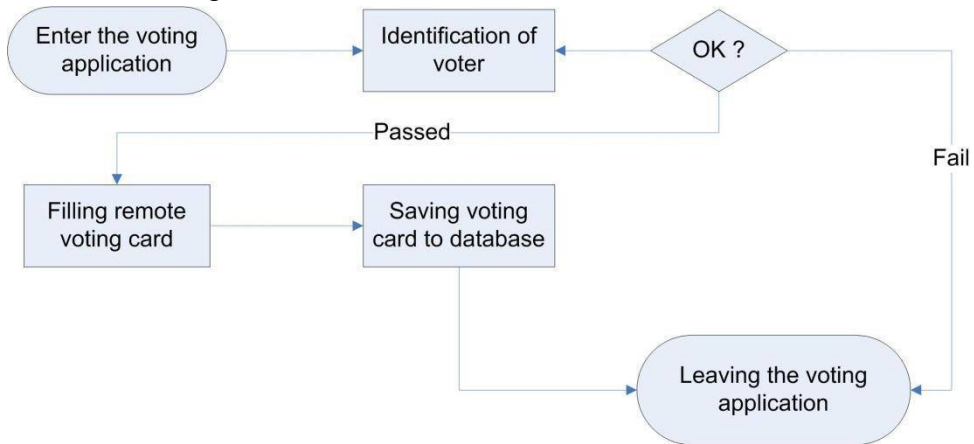 Enter the voting
application
Identification of
voter
OK ?
Passed
Fail
Filling remote
voting card
Saving voting
card to database
Leaving the voting
application